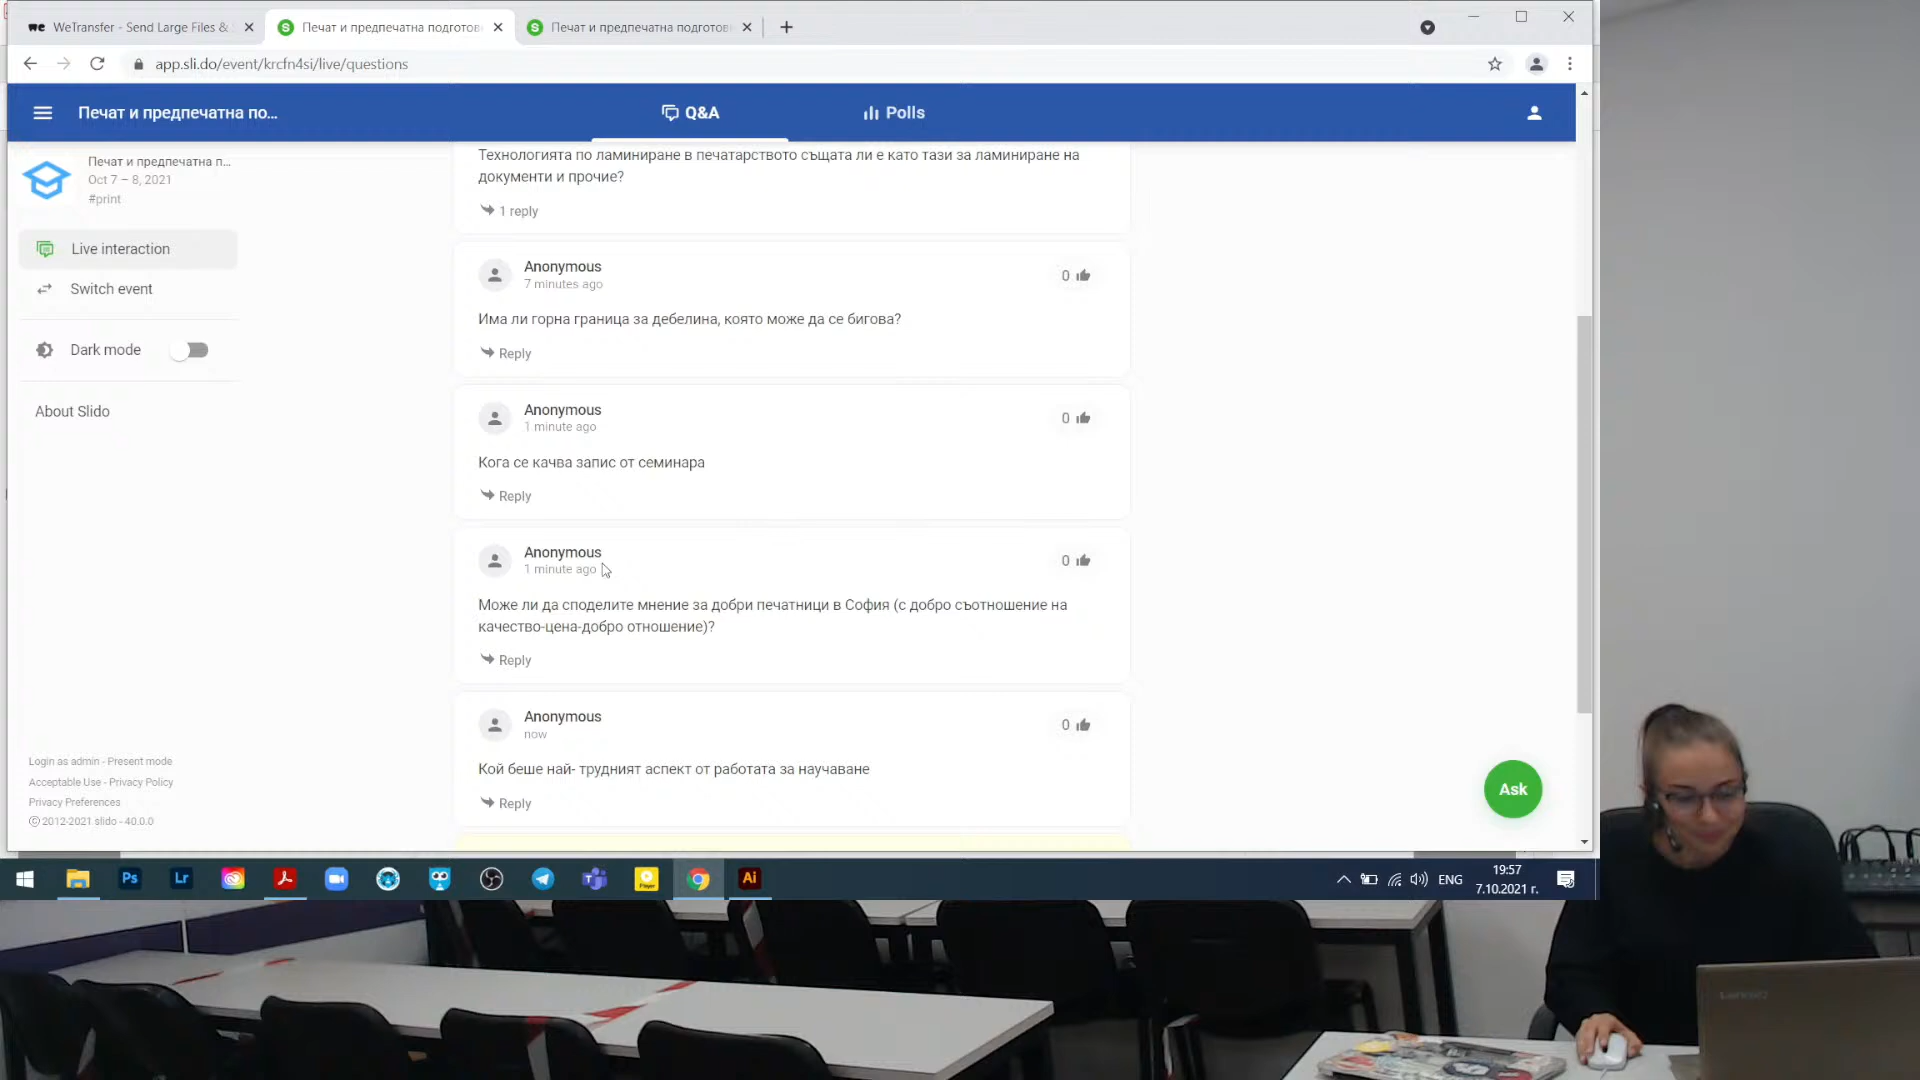 WeTransfer - Send Large Files &
Печат и предпечатна подготов
Печат и предпечатна подготов
app.sli.do/event/krcfn4si/live/questions
Печат и предпечатна по...
Q&A
Polls
Печат и предпечатна п...
Oct 7 – 8, 2021
#print
Live interaction
Switch event
Dark mode
About Slido
Login as admin - Present mode
Acceptable Use - Privacy Policy
Privacy Preferences
© 2012-2021 slido - 40.0.0
Технологията по ламиниране в печатарството същата ли е като тази за ламиниране на
документи и прочие?
1 reply
Anonymous
7 minutes ago
0
Има ли горна граница за дебелина, която може да се бигова?
Reply
Anonymous
1 minute ago
0
Кога се качва запис от семинара
Reply
Anonymous
1 minute ago
0
Може ли да споделите мнение за добри печатници в София (с добро съотношение на
качество-цена-добро отношение)?
Reply
Anonymous
now
0
Кой беше най- трудният аспект от работата за научаване
Reply
Ask
Ps
Lr
Player
Ai
ENG
19:57
7.10.2021 г.
Lenovo